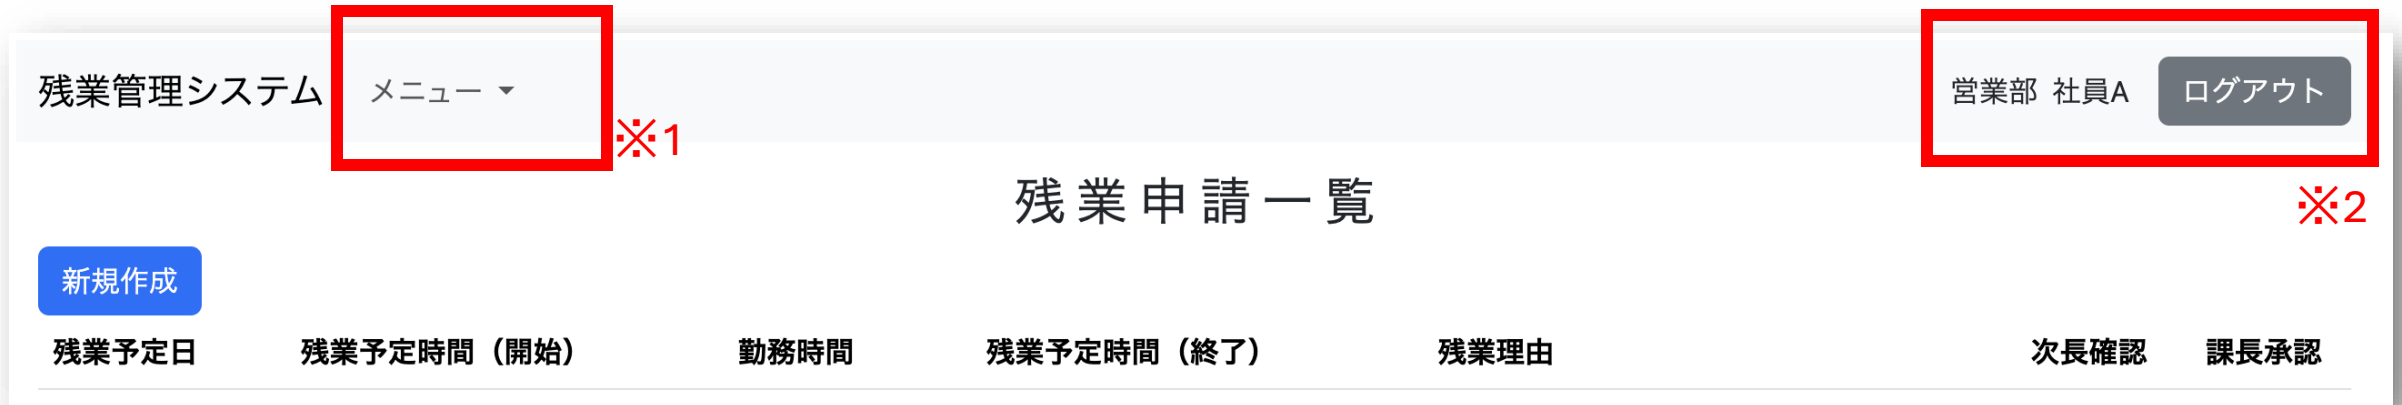 残業管理システム メニュー 営業部 社員A ログアウト
※1
残業申請一覧
※2
新規作成
残業予定日 残業予定時間（開始） 勤務時間 残業予定時間（終了） 残業理由 次長確認 課長承認